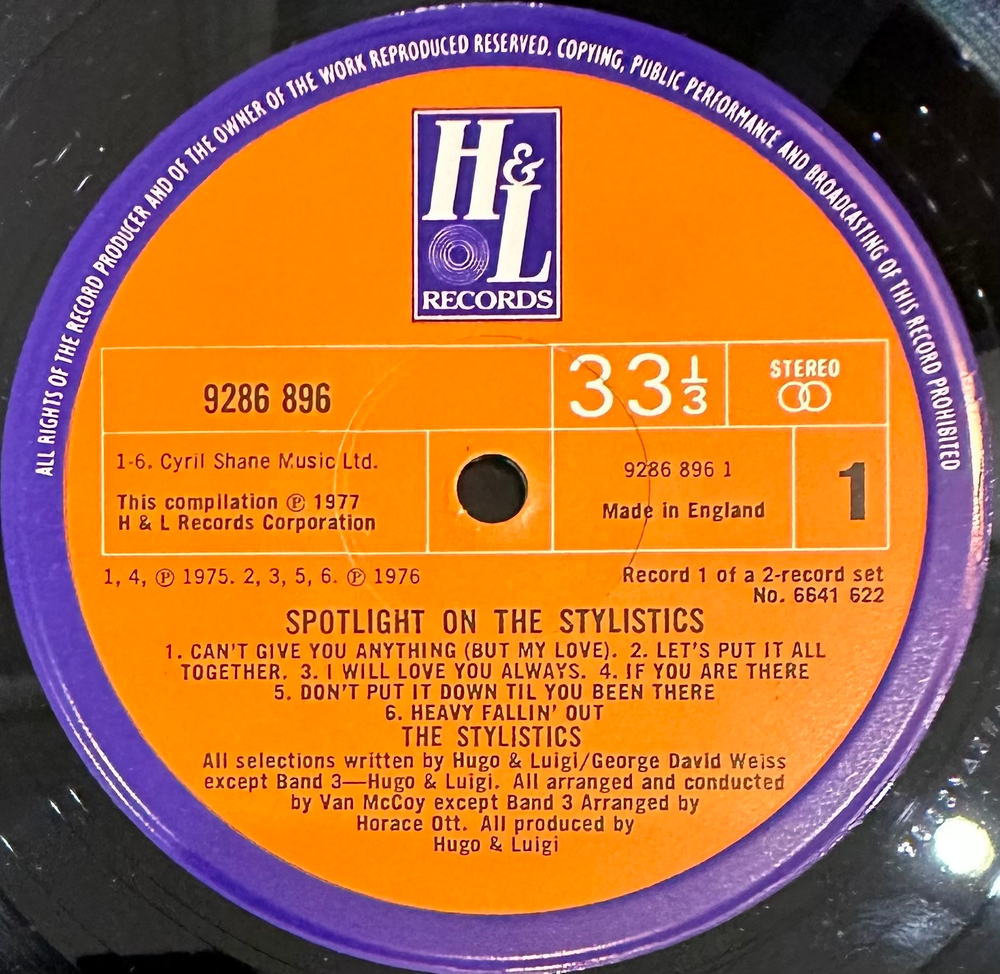 ALL RIGHTS OF THE RECORD PRODUCER AND OF THE OWNER OF THE WORK REPRODUCED RESERVED. COPYING, PUBLIC PERFORMANCE AND BROADCASTING OF THIS RECORD PROHIBITED
H&L
RECORDS
9286 896
33⅓
STEREO
1-6. Cyril Shane Music Ltd.
This compilation ℗ 1977
H & L Records Corporation
9286 896 1
Made in England
1
1, 4, ℗ 1975. 2, 3, 5, 6. ℗ 1976
Record 1 of a 2-record set
No. 6641 622
SPOTLIGHT ON THE STYLISTICS
1. CAN'T GIVE YOU ANYTHING (BUT MY LOVE). 2. LET'S PUT IT ALL
TOGETHER. 3. I WILL LOVE YOU ALWAYS. 4. IF YOU ARE THERE
5. DON'T PUT IT DOWN TIL YOU BEEN THERE
6. HEAVY FALLIN' OUT
THE STYLISTICS
All selections written by Hugo & Luigi/George David Weiss
except Band 3—Hugo & Luigi. All arranged and conducted
by Van McCoy except Band 3 Arranged by
Horace Ott. All produced by
Hugo & Luigi